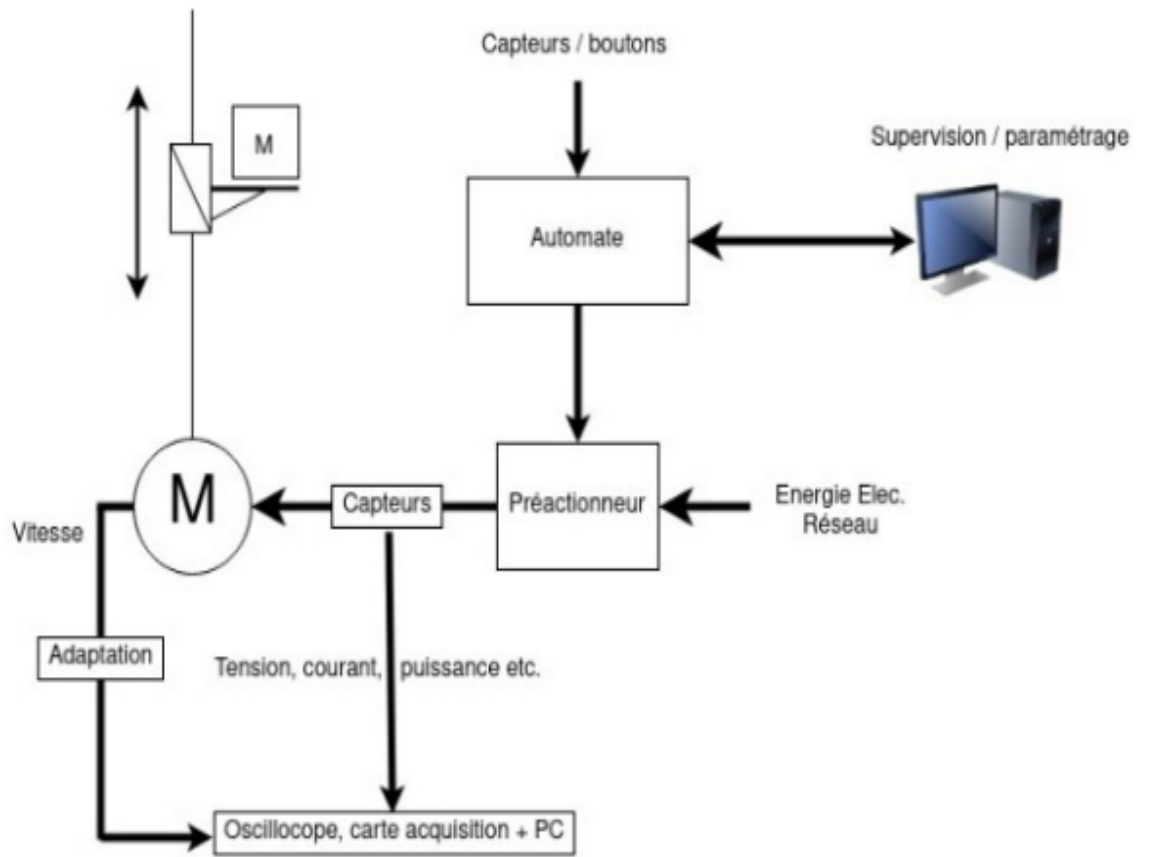 Capteurs / boutons
M
Supervision / paramétrage
Automate
M
Capteurs
Préactionneur
Energie Elec.
Réseau
Vitesse
Adaptation
Tension, courant, puissance etc.
Oscillocope, carte acquisition + PC